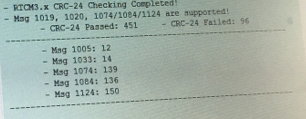 - RTCM3.x CRC-24 Checking Completed!
- Msg 1019, 1020, 1074/1084/1124 are supported!
- CRC-24 Passed: 451 - CRC-24 Failed: 96
--------------------
- Msg 1005: 12
- Msg 1033: 14
- Msg 1074: 139
- Msg 1084: 136
- Msg 1124: 150
--------------------